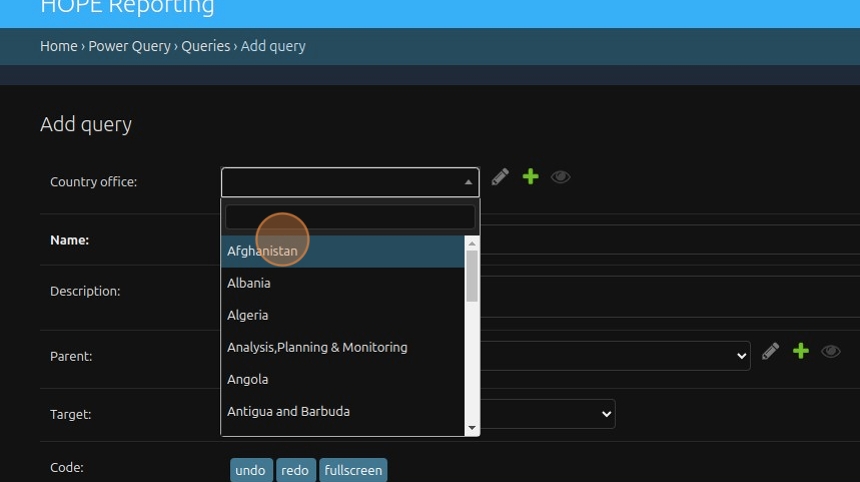 HOPE Reporting
Home › Power Query › Queries › Add query
Add query
Country office:
Name:
Afghanistan
Albania
Description:
Algeria
Analysis,Planning & Monitoring
Parent:
Angola
Antigua and Barbuda
Target:
Code:
undo redo fullscreen